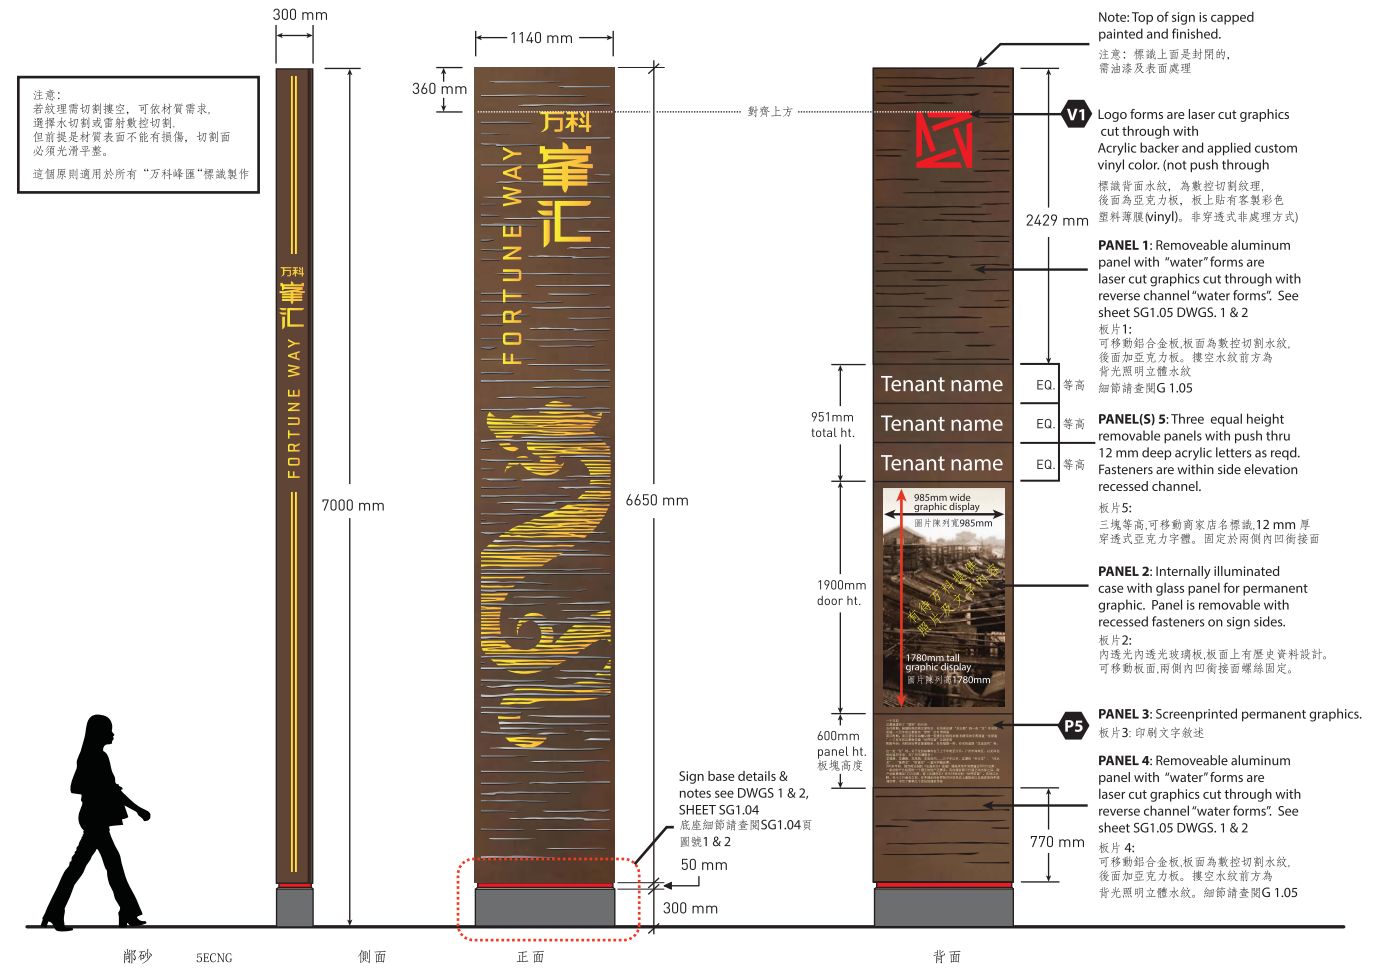 300 mm
注意：
若紋理需切割摟空，可依材質需求，
選擇水切割或雷射數控切割，
但前提是材質表面不能有損傷，切割面
必須光滑平整。
這個原則適用於所有“万科峰匯“標識製作
万科
峯
汇
FORTUNE WAY
7000 mm
1140 mm
360 mm
万科
峯
汇
FORTUNE WAY
對齊上方
6650 mm
Sign base details &
notes see DWGS 1 & 2,
SHEET SG1.04
底座細節請查閱SG1.04頁
圖號1 & 2
50 mm
300 mm
2429 mm
951mm
total ht.
Tenant name
Tenant name
Tenant name
EQ. 等高
EQ. 等高
EQ. 等高
1900mm
door ht.
985mm wide
graphic display
圖片陳列寬985mm
有待万科提供
照片及文字內容
1780mm tall
graphic display
圖片陳列高1780mm
600mm
panel ht.
板塊高度
770 mm
Note: Top of sign is capped
painted and finished.
注意：標識上面是封閉的，
需油漆及表面處理
V1
Logo forms are laser cut graphics
cut through with
Acrylic backer and applied custom
vinyl color. (not push through
標識背面水紋，為數控切割紋理，
後面為亞克力板，板上貼有客製彩色
塑料薄膜(vinyl)。非穿透式非處理方式)
PANEL 1: Removeable aluminum
panel with “water” forms are
laser cut graphics cut through with
reverse channel “water forms”. See
sheet SG1.05 DWGS. 1 & 2
板片1:
可移動鋁合金板,板面為數控切割水紋,
後面加亞克力板。摟空水紋前方為
背光照明立體水紋
細節請查閱G 1.05
PANEL(S) 5: Three equal height
removable panels with push thru
12 mm deep acrylic letters as reqd.
Fasteners are within side elevation
recessed channel.
板片5:
三塊等高,可移動商家店名標識,12 mm 厚
穿透式亞克力字體。固定於兩側內凹銜接面
PANEL 2: Internally illuminated
case with glass panel for permanent
graphic. Panel is removable with
recessed fasteners on sign sides.
板片2:
內透光內透光玻璃板,板面上有歷史資料設計。
可移動板面,兩側內凹銜接面螺絲固定。
P5
PANEL 3: Screenprinted permanent graphics.
板片3: 印刷文字敘述
PANEL 4: Removeable aluminum
panel with “water” forms are
laser cut graphics cut through with
reverse channel “water forms”. See
sheet SG1.05 DWGS. 1 & 2
板片 4:
可移動鋁合金板,板面為數控切割水紋,
後面加亞克力板。摟空水紋前方為
背光照明立體水紋。細節請查閱G 1.05
鄁砂
5ECNG
側面
正面
背面